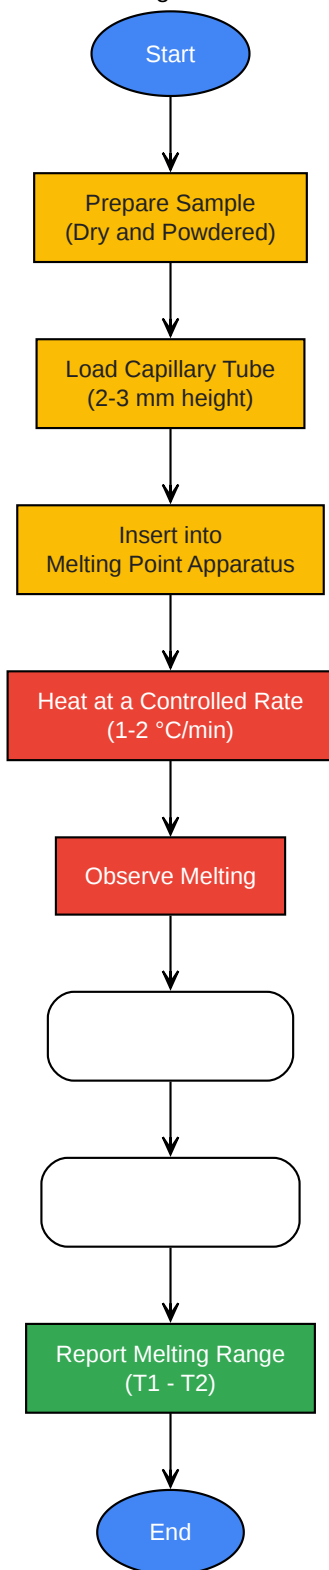 Start
Prepare Sample
(Dry and Powdered)
Load Capillary Tube
(2-3 mm height)
Insert into
Melting Point Apparatus
Heat at a Controlled Rate
(1-2 °C/min)
Observe Melting
Report Melting Range
(T1 - T2)
End